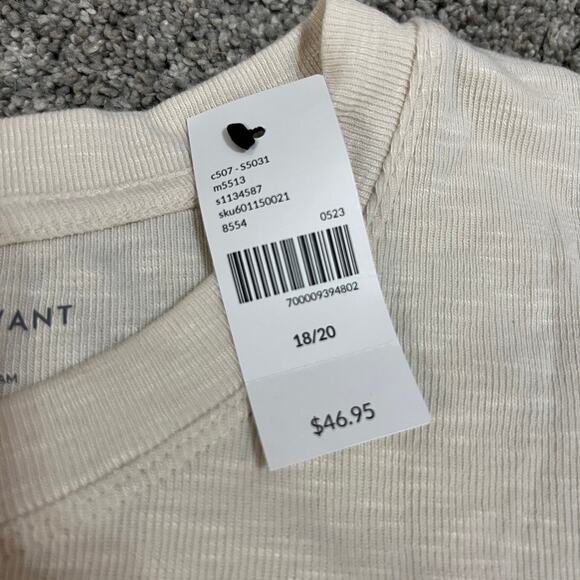 c507 - S5031
m5513
s1134587
sku601150021
8554 0523
700009394802
18/20
$46.95
VANT
AM